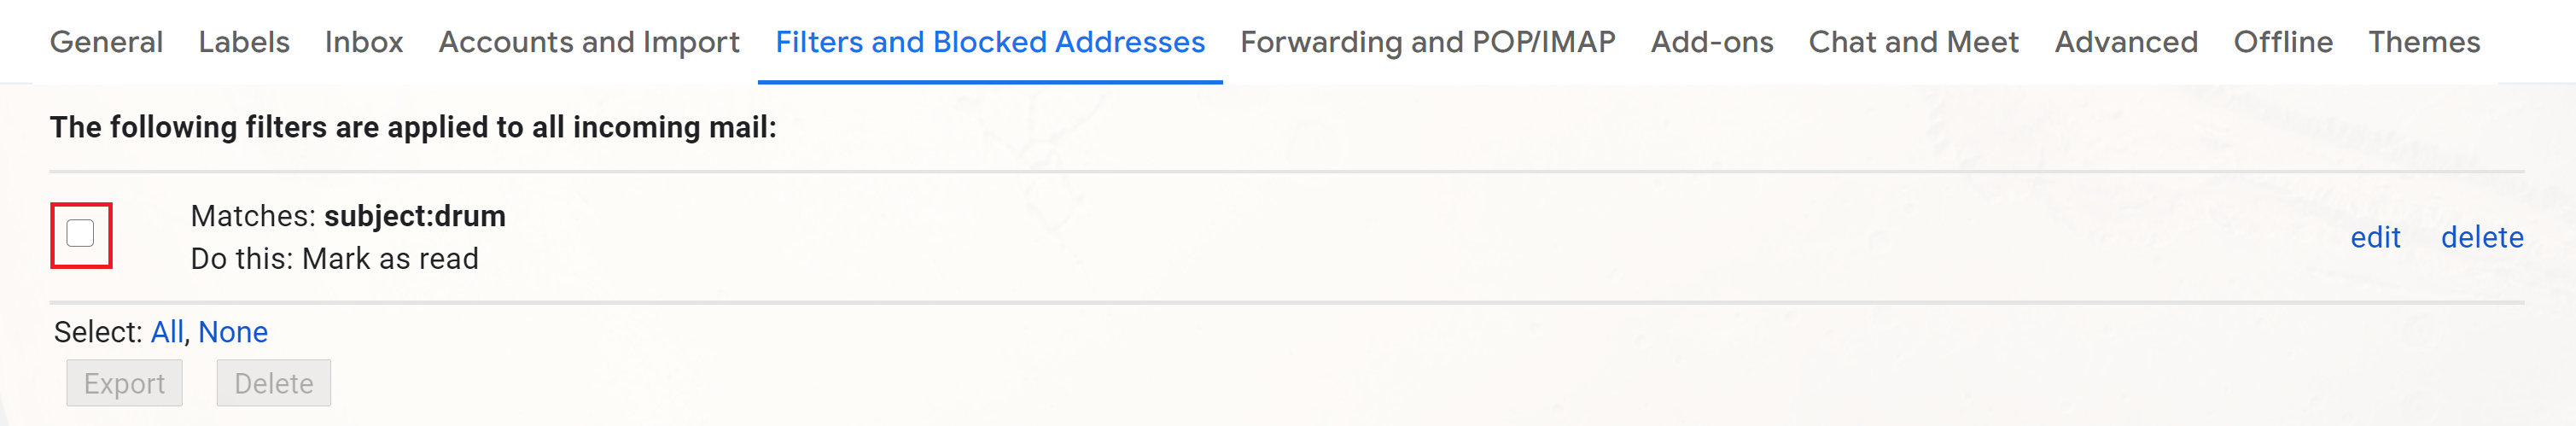 General Labels Inbox Accounts and Import Filters and Blocked Addresses Forwarding and POP/IMAP Add-ons Chat and Meet Advanced Offline Themes
The following filters are applied to all incoming mail:
Matches: subject:drum
Do this: Mark as read
edit delete
Select: All, None
Export Delete